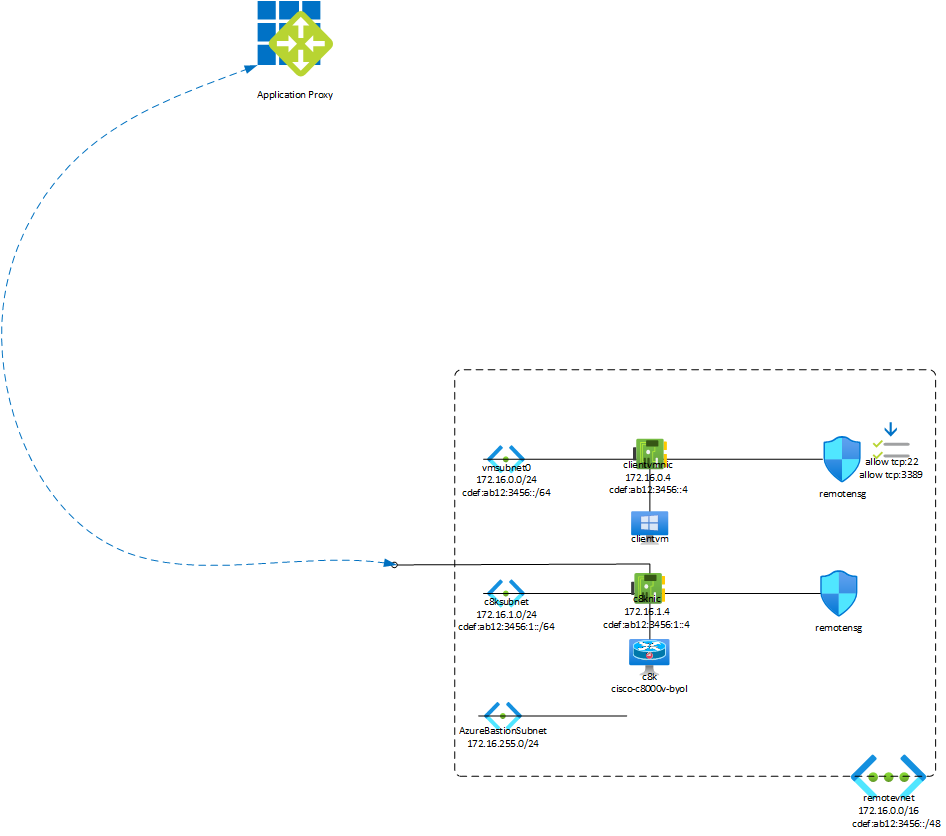 Application Proxy
vmsubnet0
172.16.0.0/24
cdef:ab12:3456::/64
clientvmnic
172.16.0.4
cdef:ab12:3456::4
allow tcp:22
allow tcp:3389
remotensg
clientvm
c8ksubnet
172.16.1.0/24
cdef:ab12:3456:1::/64
c8knic
172.16.1.4
cdef:ab12:3456:1::4
remotensg
c8k
cisco-c8000v-byol
AzureBastionSubnet
172.16.255.0/24
remotevnet
172.16.0.0/16
cdef:ab12:3456::/48